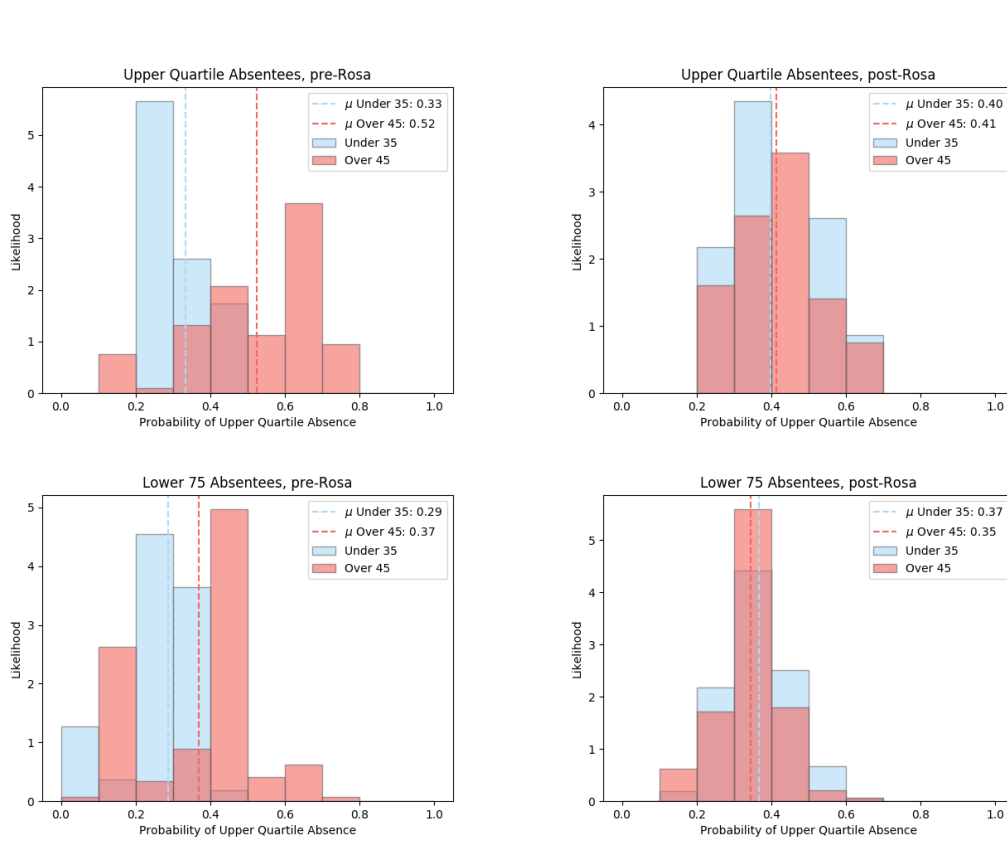 Upper Quartile Absentees, pre-Rosa
μ Under 35: 0.33
μ Over 45: 0.52
Under 35
Over 45
Likelihood
5
4
3
2
1
0
0.0 0.2 0.4 0.6 0.8 1.0
Probability of Upper Quartile Absence
Upper Quartile Absentees, post-Rosa
μ Under 35: 0.40
μ Over 45: 0.41
Under 35
Over 45
Likelihood
4
3
2
1
0
0.0 0.2 0.4 0.6 0.8 1.0
Probability of Upper Quartile Absence
Lower 75 Absentees, pre-Rosa
μ Under 35: 0.29
μ Over 45: 0.37
Under 35
Over 45
Likelihood
5
4
3
2
1
0
0.0 0.2 0.4 0.6 0.8 1.0
Probability of Upper Quartile Absence
Lower 75 Absentees, post-Rosa
μ Under 35: 0.37
μ Over 45: 0.35
Under 35
Over 45
Likelihood
5
4
3
2
1
0
0.0 0.2 0.4 0.6 0.8 1.0
Probability of Upper Quartile Absence